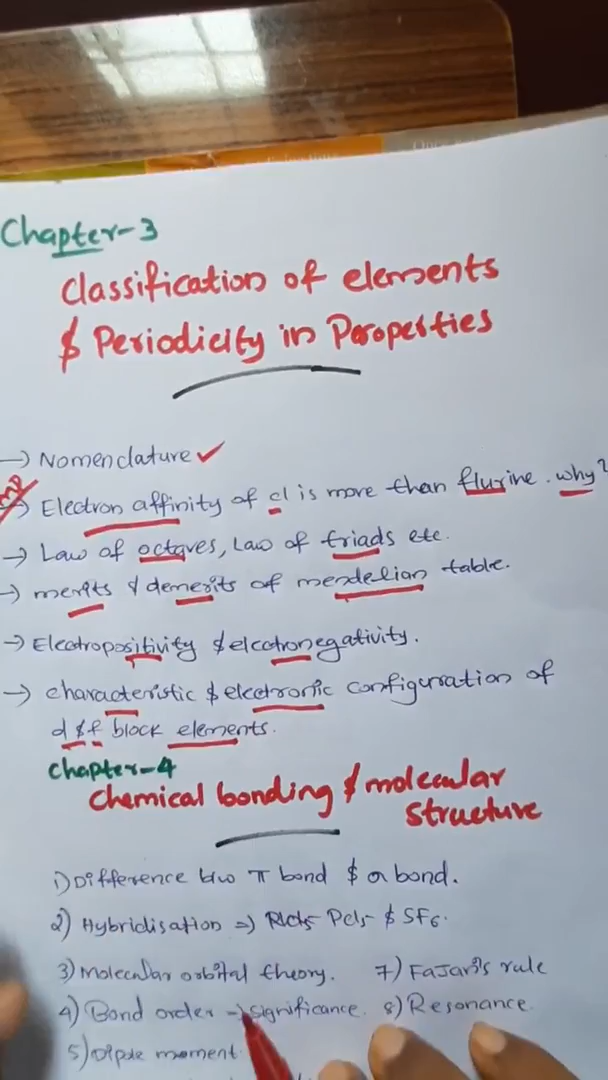 Chapter-3
Classification of elements
& Periodicity in Properties
→ Nomenclature ✓
Imp → Electron affinity of cl is more than flurine. why?
→ Law of octaves, Law of triads etc.
→ merits & demerits of mendelian table.
→ Electropositivity & elctronegativity.
→ characteristic & electronic configuration of
d & f block elements.
Chapter-4
Chemical bonding & molecular
structure
1) Difference b/w π bond & σ bond.
2) Hybridisation ⇒ Pcl5 & SF6.
3) Molecular orbital theory. 7) Fajan's rule
4) Bond order → significance. 8) Resonance.
5) Dipole moment